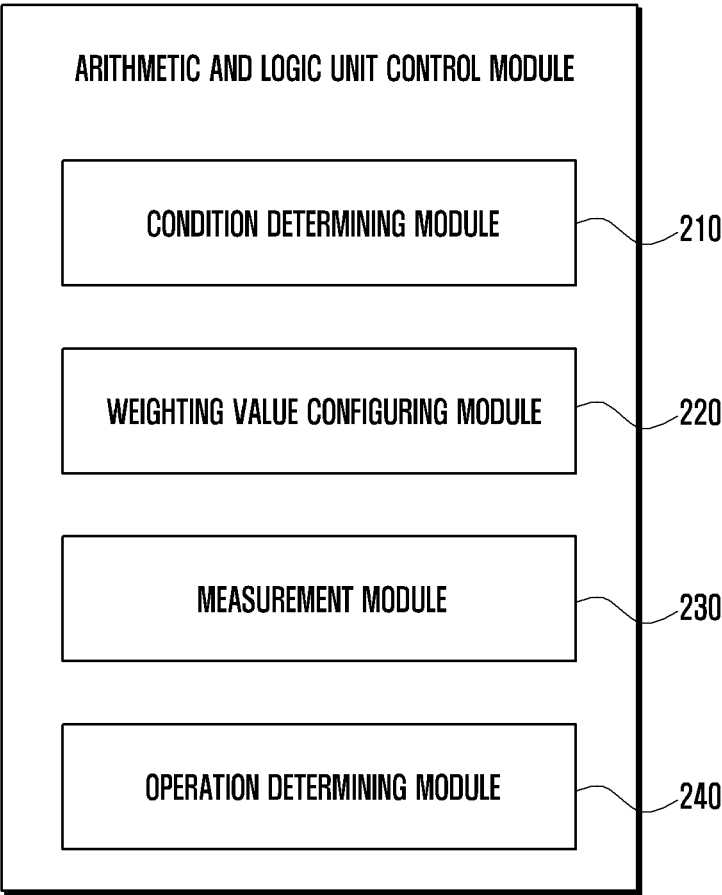 ARITHMETIC AND LOGIC UNIT CONTROL MODULE
CONDITION DETERMINING MODULE
210
WEIGHTING VALUE CONFIGURING MODULE
220
MEASUREMENT MODULE
230
OPERATION DETERMINING MODULE
240